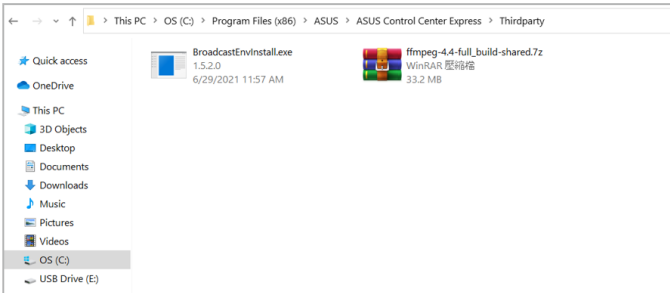 This PC > OS (C:) > Program Files (x86) > ASUS > ASUS Control Center Express > Thirdparty
Quick access
OneDrive
This PC
3D Objects
Desktop
Documents
Downloads
Music
Pictures
Videos
OS (C:)
USB Drive (E:)
BroadcastEnvInstall.exe
1.5.2.0
6/29/2021 11:57 AM
ffmpeg-4.4-full_build-shared.7z
WinRAR 壓縮檔
33.2 MB